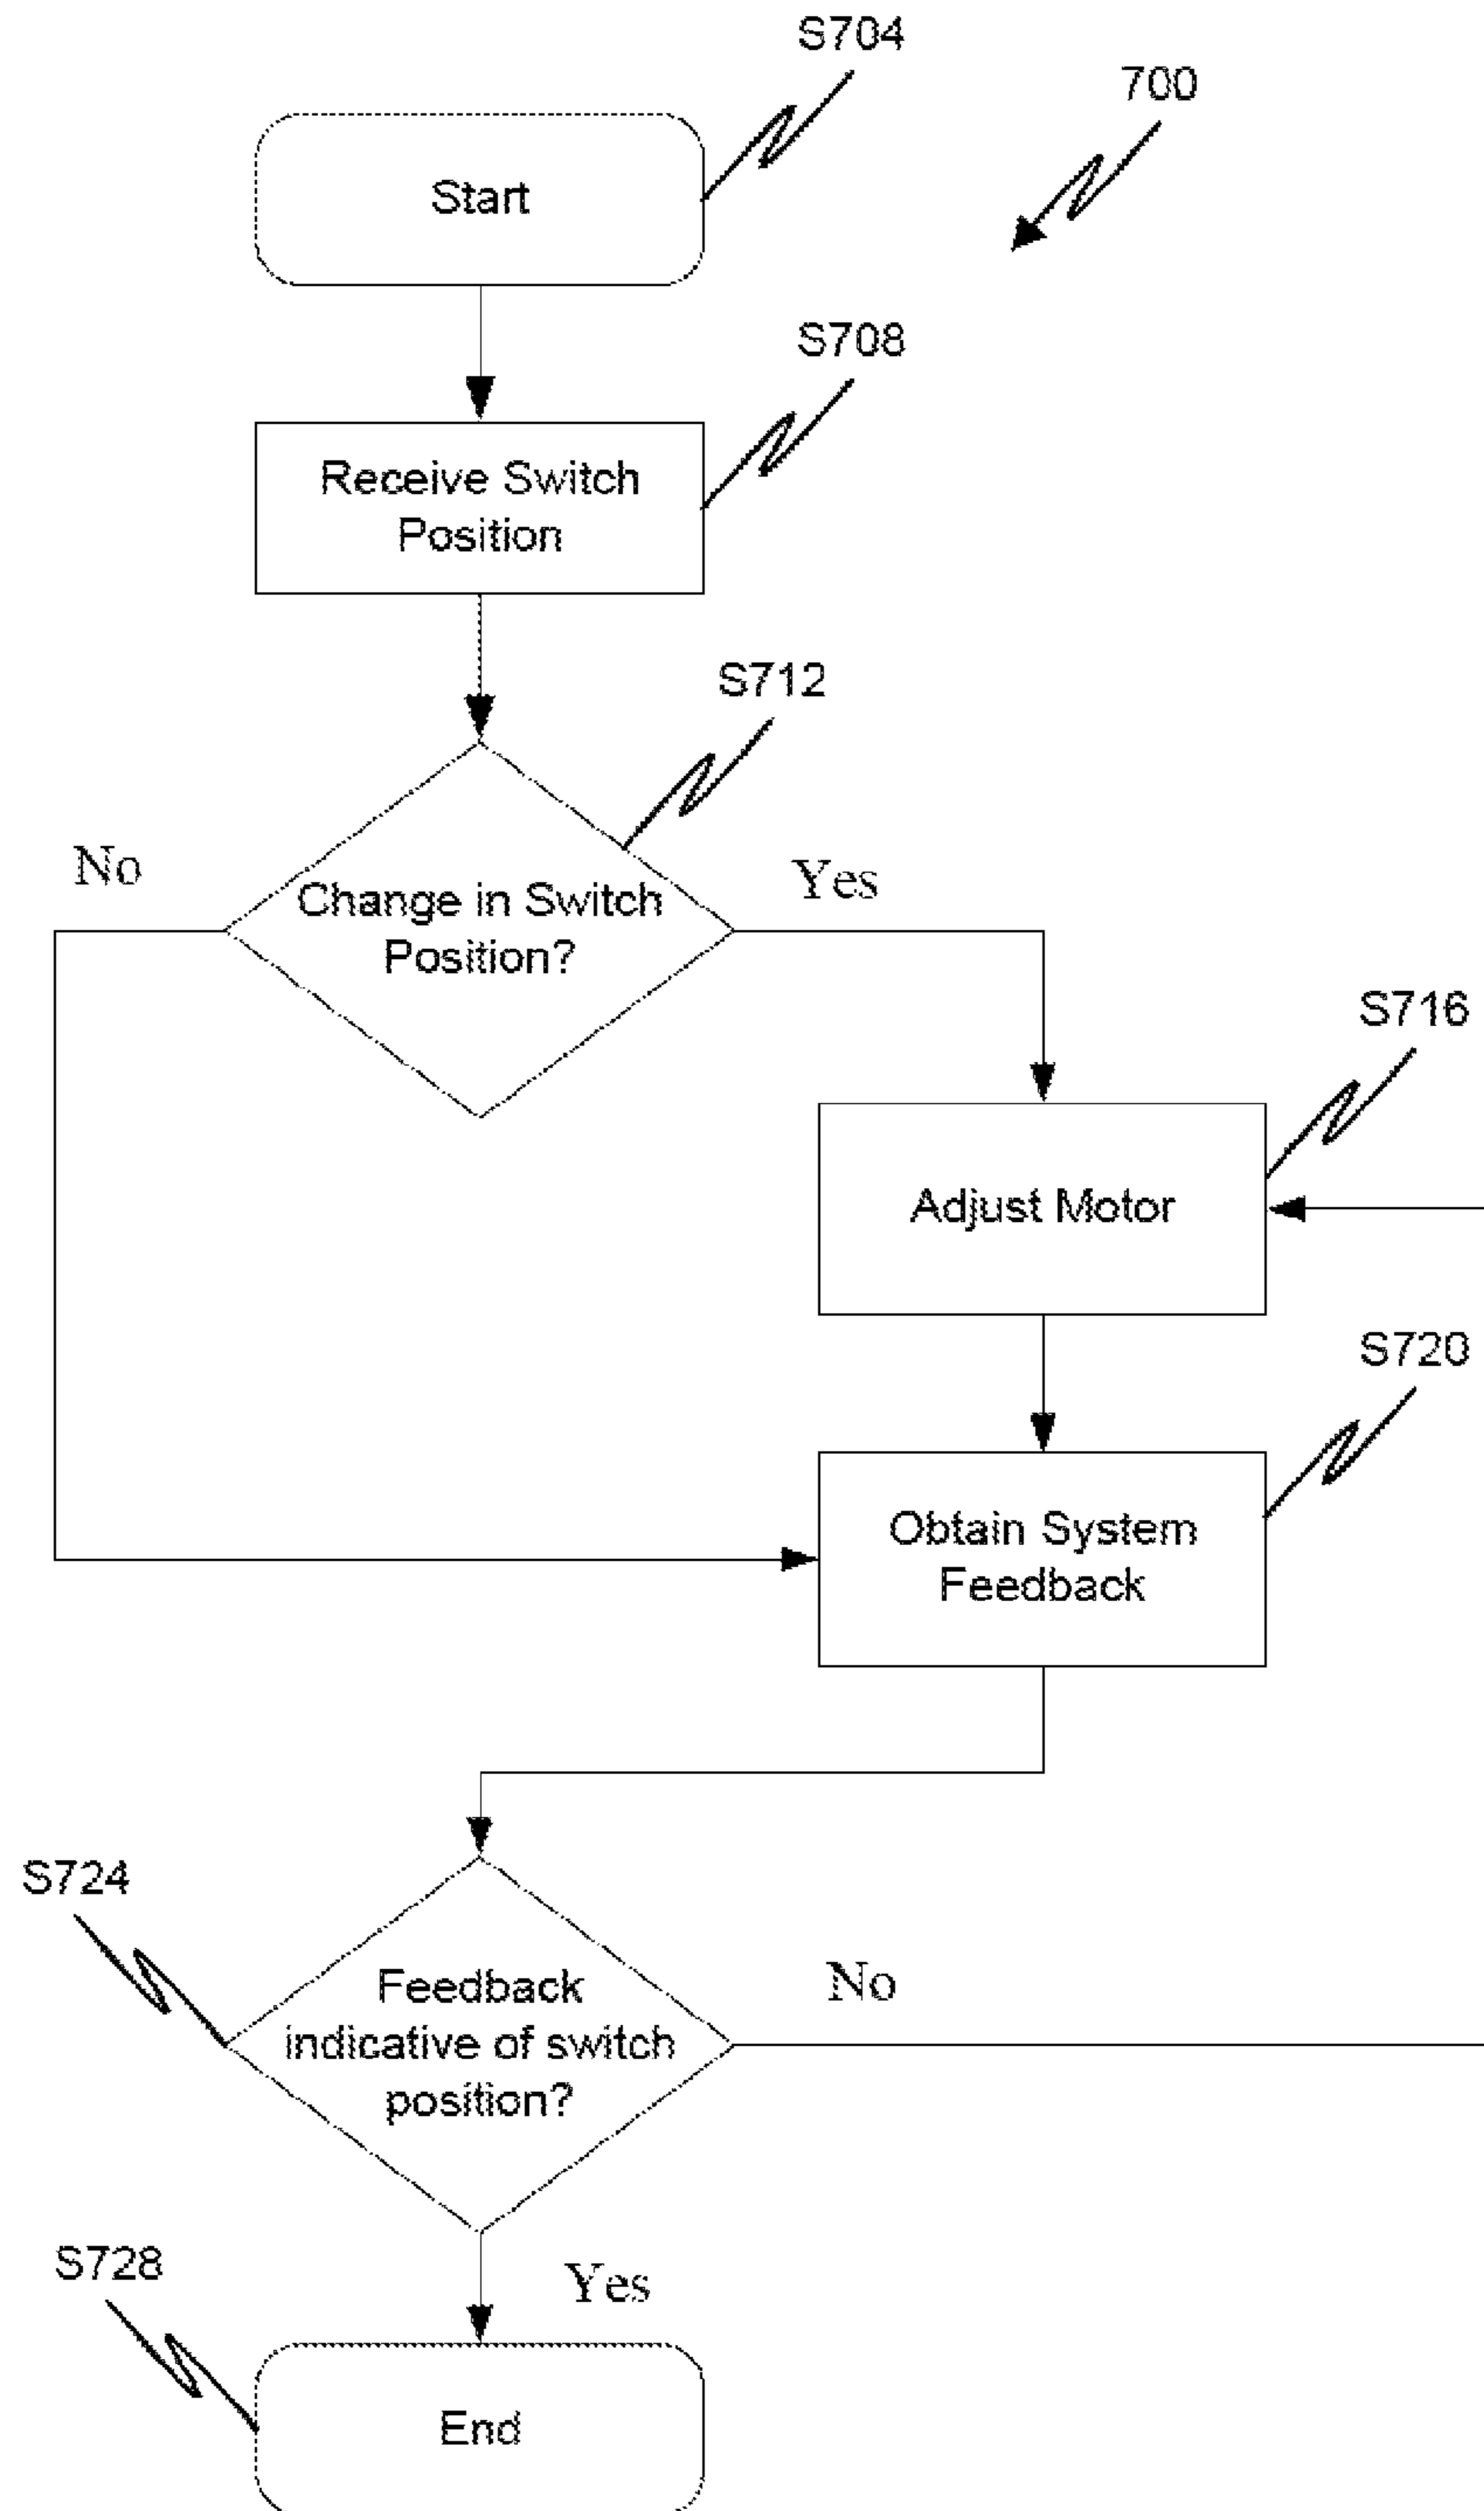 S704
700
Start
S708
Receive Switch
Position
S712
No
Yes
Change in Switch
Position?
S716
Adjust Motor
S720
Obtain System
Feedback
S724
No
Feedback
indicative of switch
position?
S728
Yes
End